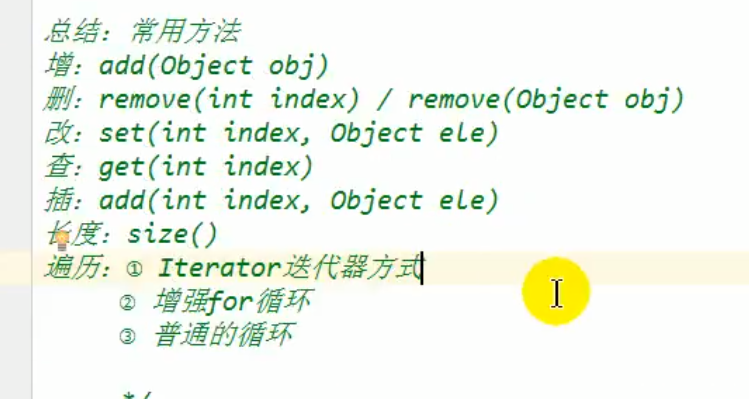 总结：常用方法
增：add(Object obj)
删：remove(int index) / remove(Object obj)
改：set(int index, Object ele)
查：get(int index)
插：add(int index, Object ele)
长度：size()
遍历：① Iterator迭代器方式
② 增强for循环
③ 普通的循环
*/